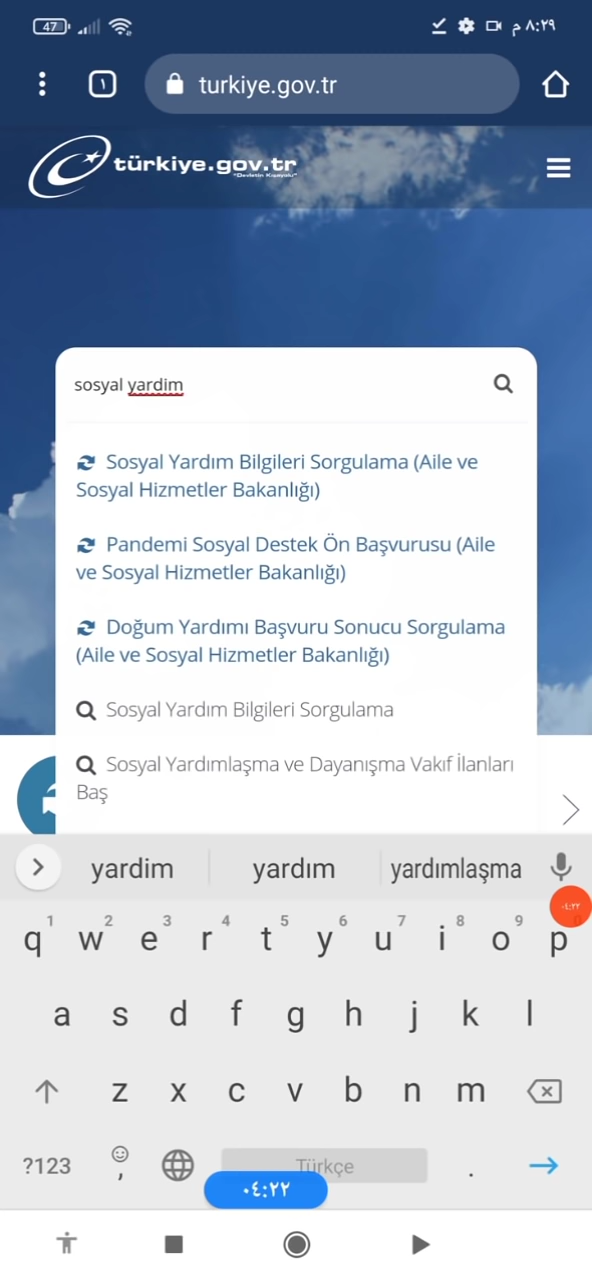 47
م ٨:٢٩
١
turkiye.gov.tr
türkiye.gov.tr
"Devletin Kısayolu"
sosyal yardim
Sosyal Yardım Bilgileri Sorgulama (Aile ve
Sosyal Hizmetler Bakanlığı)
Pandemi Sosyal Destek Ön Başvurusu (Aile
ve Sosyal Hizmetler Bakanlığı)
Doğum Yardımı Başvuru Sonucu Sorgulama
(Aile ve Sosyal Hizmetler Bakanlığı)
Sosyal Yardım Bilgileri Sorgulama
Sosyal Yardımlaşma ve Dayanışma Vakıf İlanları
Baş
yardim yardım yardımlaşma
٠٤:٢٢
1 2 3 4 5 6 7 8 9 0
q w e r t y u i o p
a s d f g h j k l
z x c v b n m
?123 , Türkçe .
٠٤:٢٢